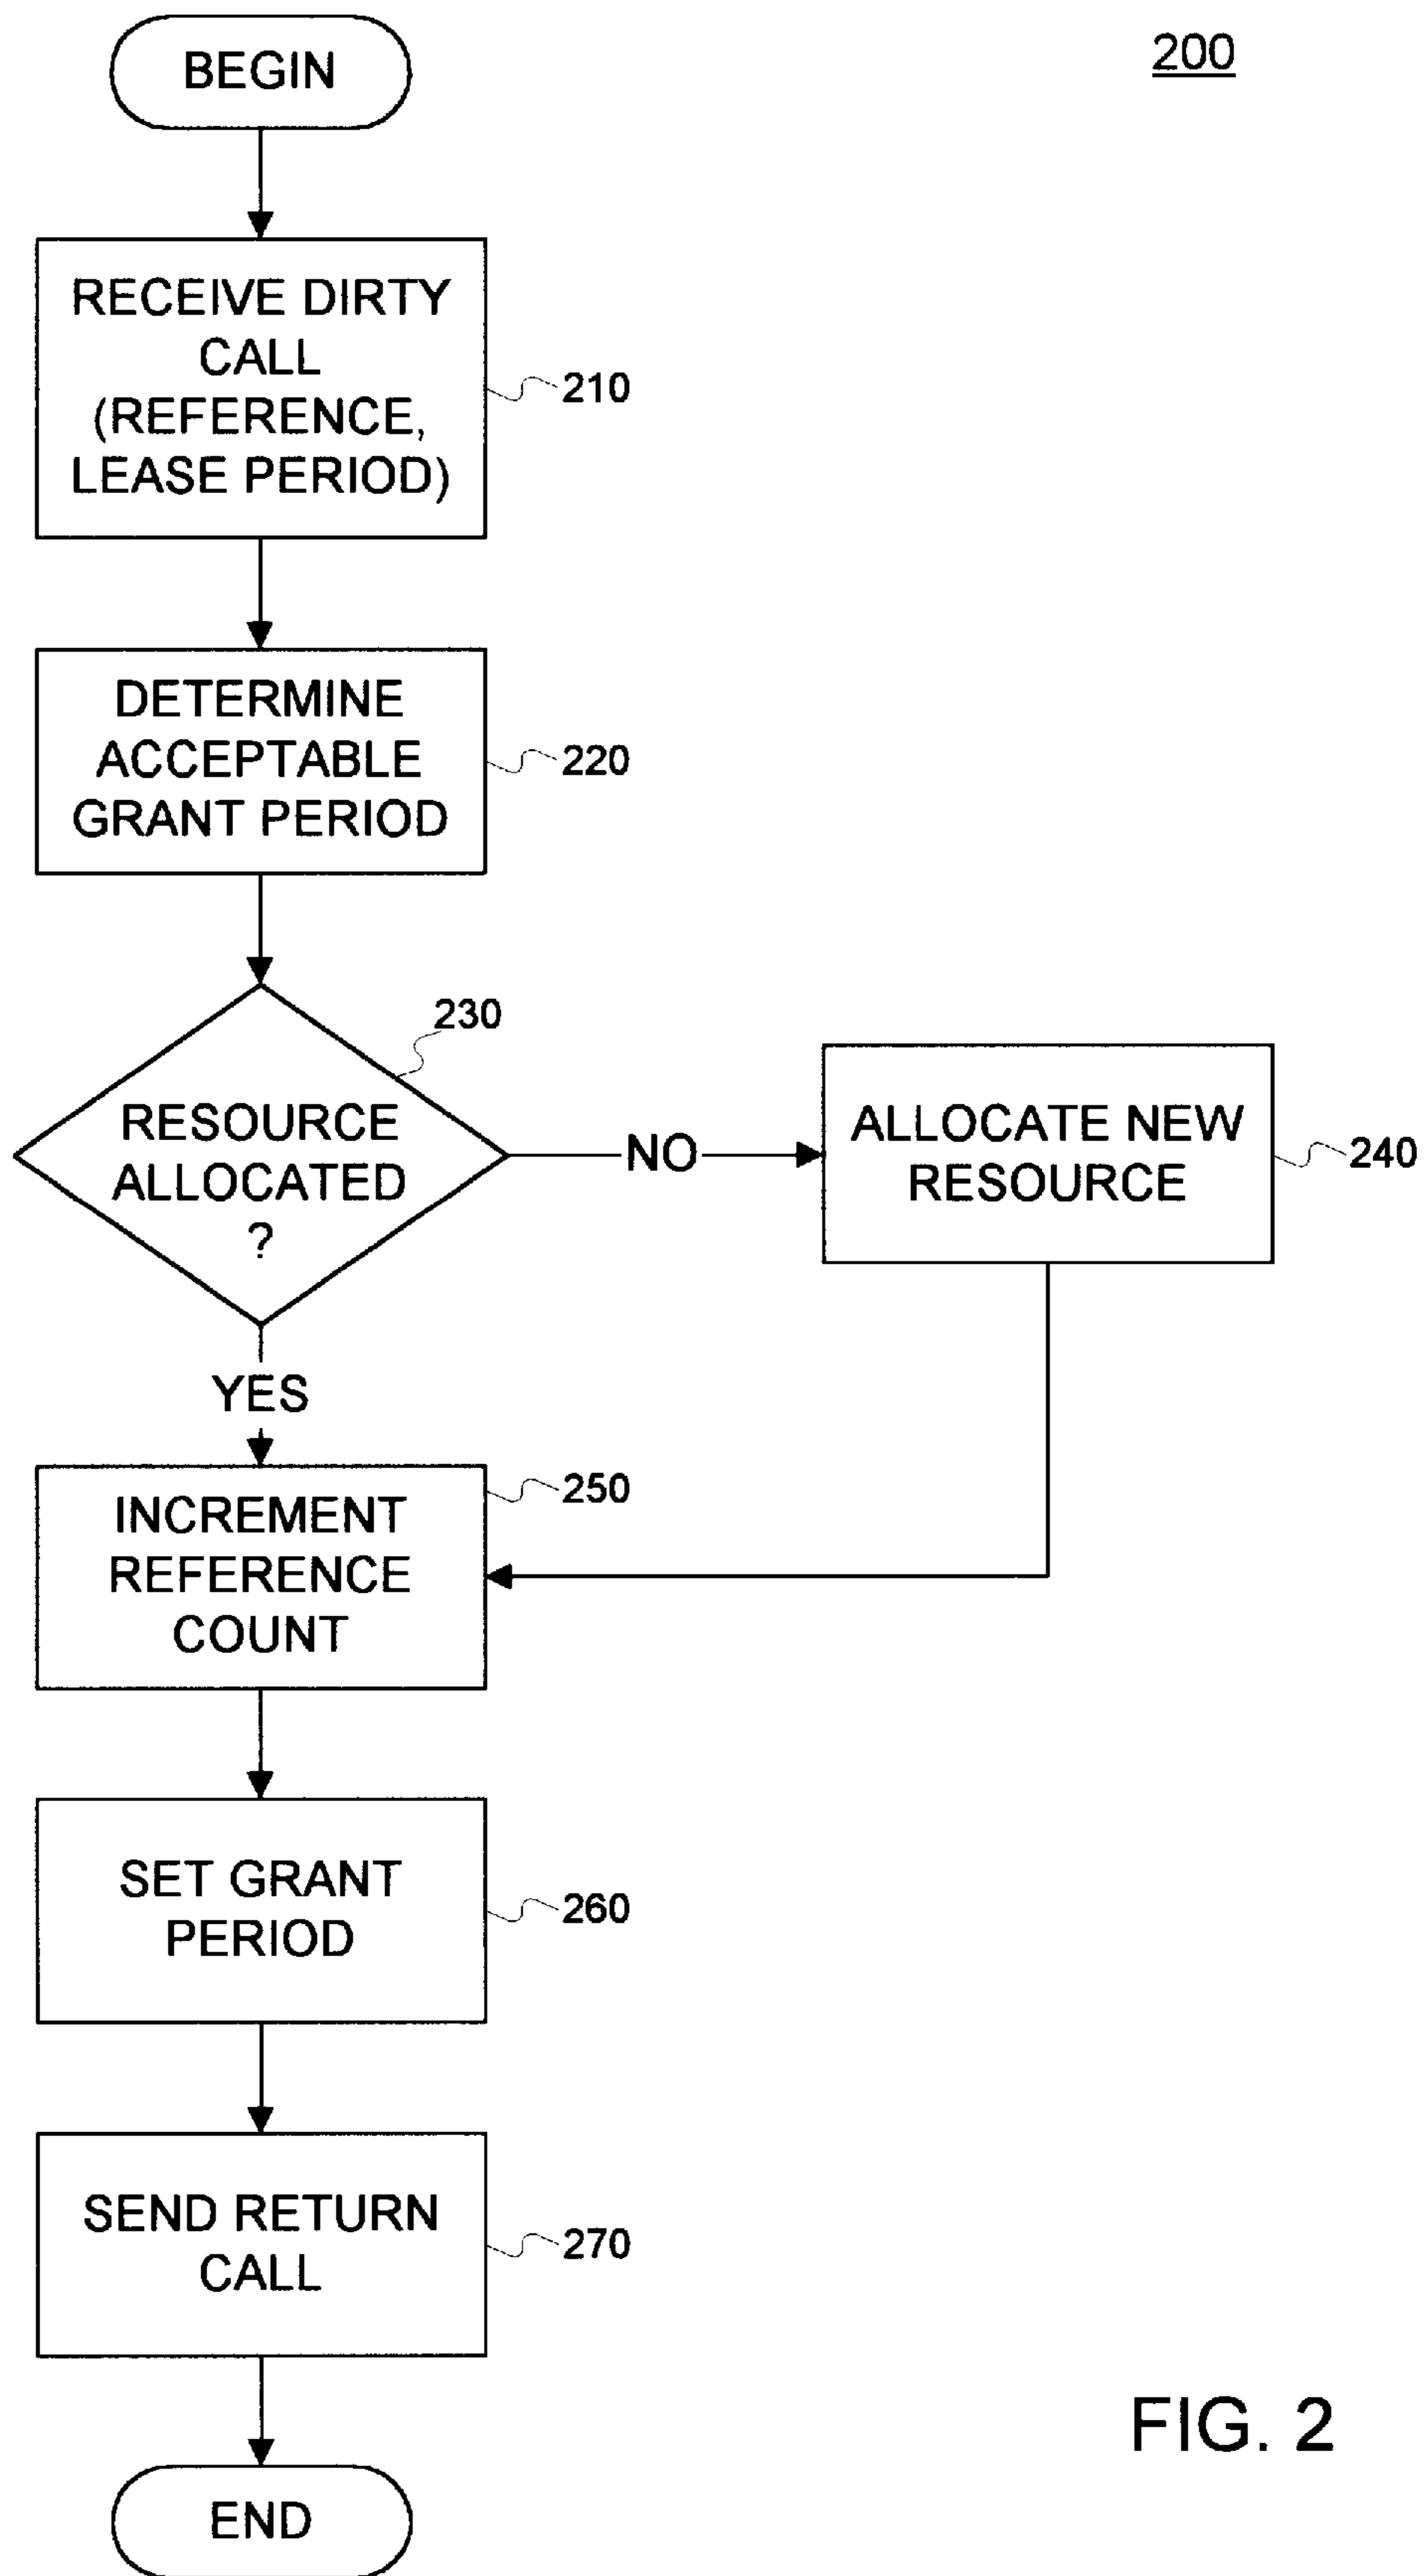 BEGIN
200
RECEIVE DIRTY
CALL
(REFERENCE,
LEASE PERIOD)
210
DETERMINE
ACCEPTABLE
GRANT PERIOD
220
230
RESOURCE
ALLOCATED
?
NO
ALLOCATE NEW
RESOURCE
240
YES
INCREMENT
REFERENCE
COUNT
250
SET GRANT
PERIOD
260
SEND RETURN
CALL
270
END
FIG. 2